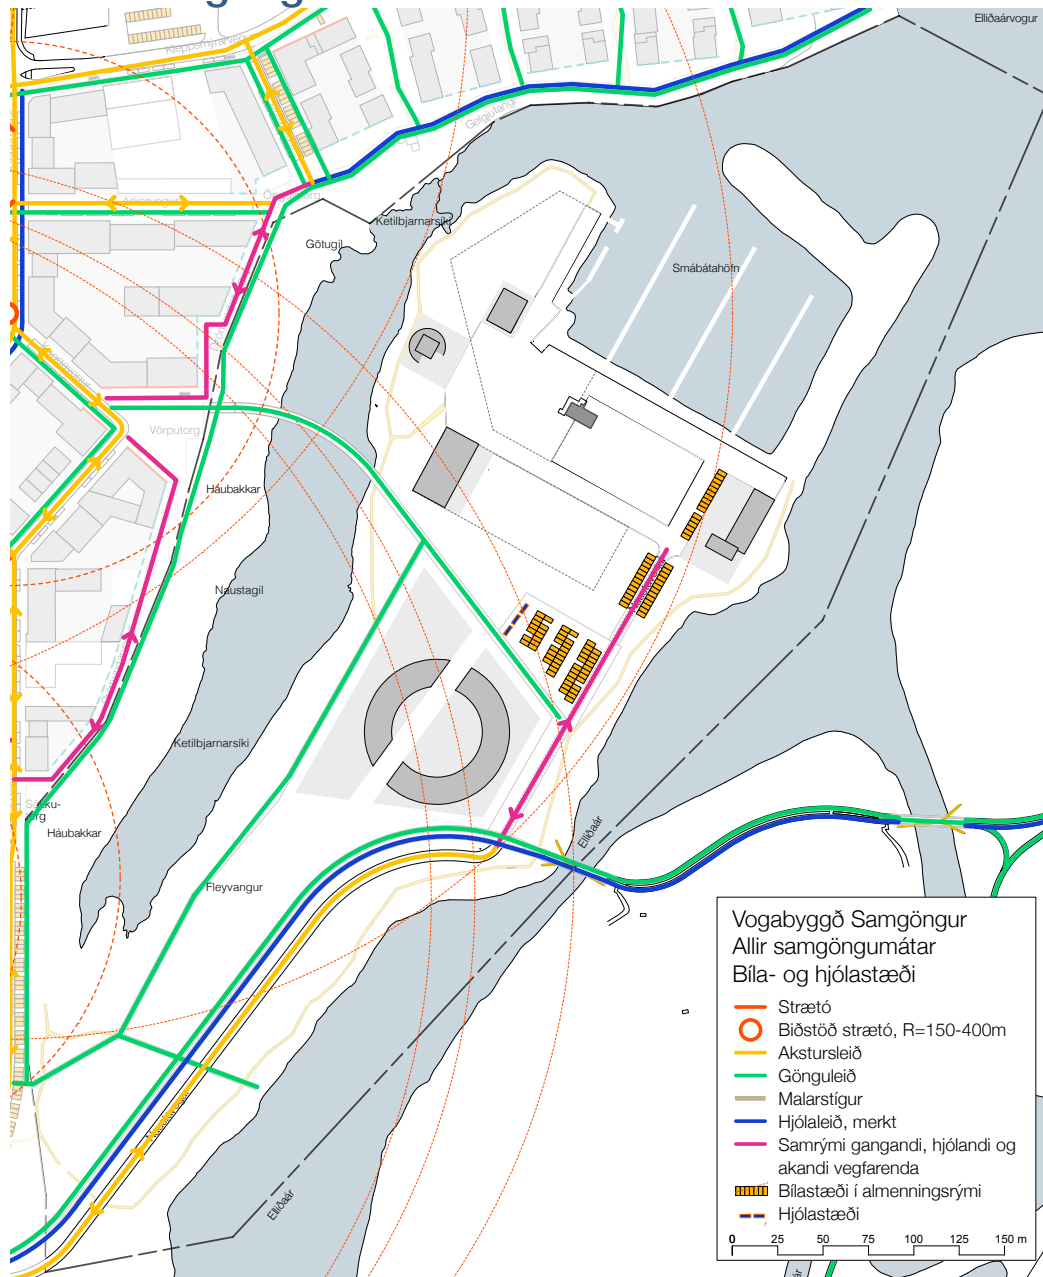 Elliðaárvogur
Kleppsmýrarvegur
Gelgjutangi
Arkarvogur
Ketilbjarnarsíki
Götugil
Smábátahöfn
Vörputorg
Háubakkar
Naustagil
Ketilbjarnarsíki
Háubakkar
Elliðaár
Fleyvangur
Elliðaár
Vogabyggð Samgöngur
Allir samgöngumátar
Bíla- og hjólastæði
Strætó
Biðstöð strætó, R=150-400m
Akstursleið
Gönguleið
Malarstígur
Hjólaleið, merkt
Samrými gangandi, hjólandi og
akandi vegfarenda
Bílastæði í almenningsrými
Hjólastæði
0 25 50 75 100 125 150 m